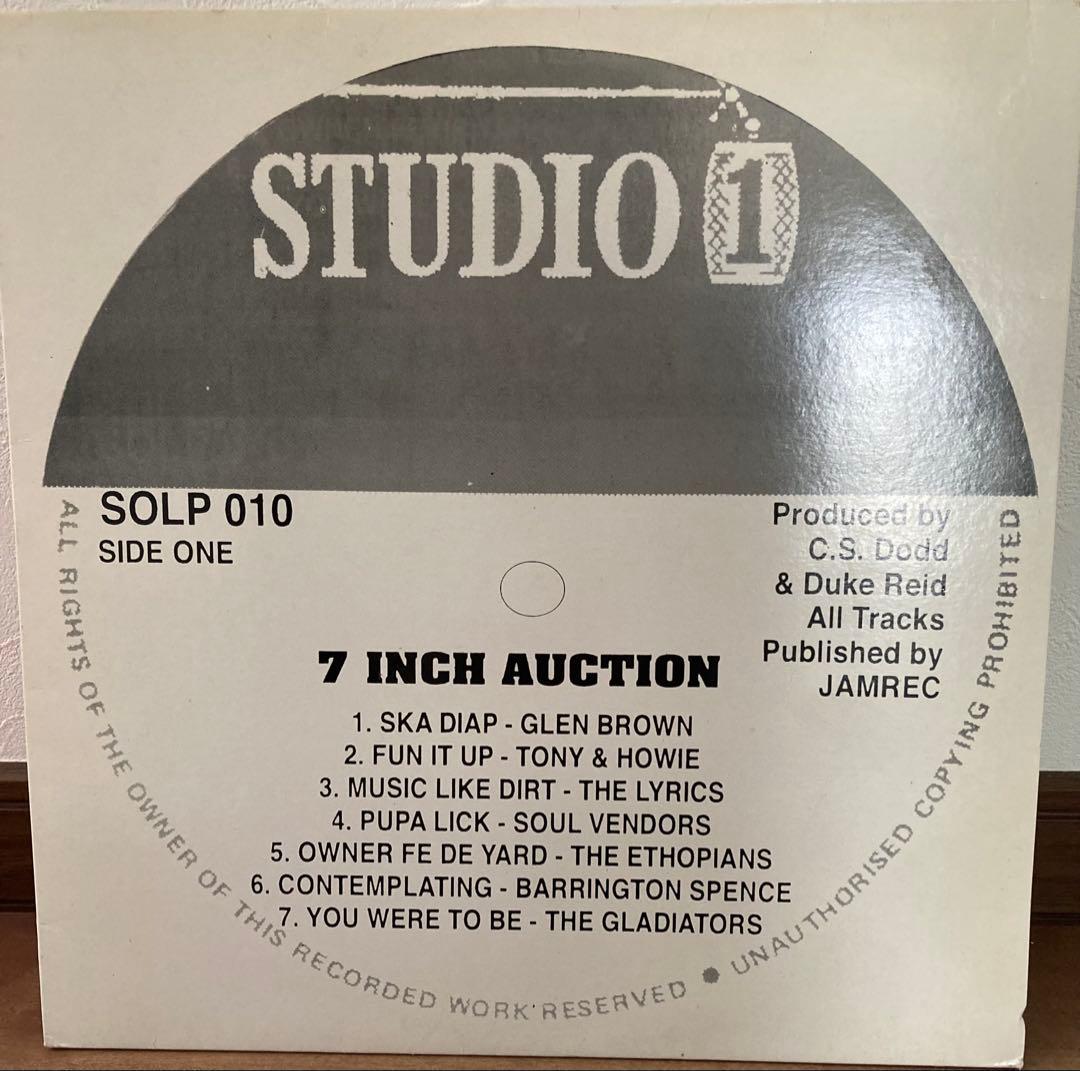 STUDIO 1
SOLP 010
SIDE ONE
Produced by
C.S. Dodd
& Duke Reid
All Tracks
Published by
JAMREC
7 INCH AUCTION
1. SKA DIAP - GLEN BROWN
2. FUN IT UP - TONY & HOWIE
3. MUSIC LIKE DIRT - THE LYRICS
4. PUPA LICK - SOUL VENDORS
5. OWNER FE DE YARD - THE ETHOPIANS
6. CONTEMPLATING - BARRINGTON SPENCE
7. YOU WERE TO BE - THE GLADIATORS
ALL RIGHTS OF THE OWNER OF THIS RECORDED WORK RESERVED ● UNAUTHORISED COPYING PROHIBITED